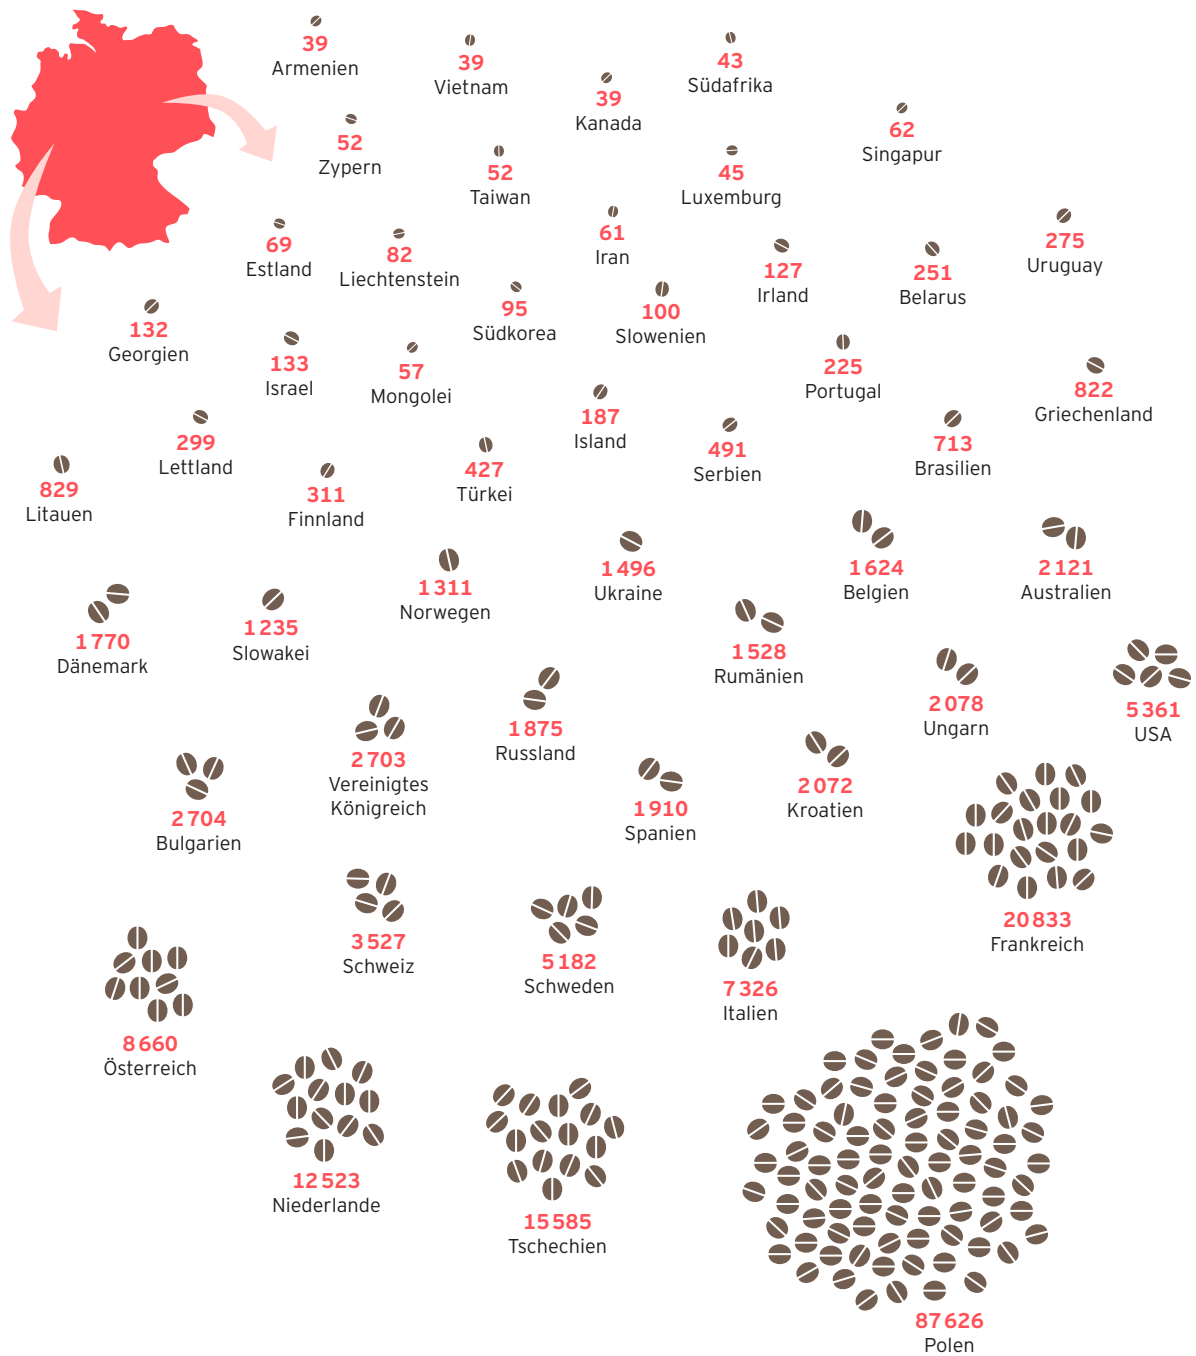 39
Armenien
39
Vietnam
39
Kanada
43
Südafrika
62
Singapur
52
Zypern
52
Taiwan
45
Luxemburg
69
Estland
82
Liechtenstein
61
Iran
127
Irland
251
Belarus
275
Uruguay
132
Georgien
133
Israel
57
Mongolei
95
Südkorea
100
Slowenien
225
Portugal
822
Griechenland
829
Litauen
299
Lettland
311
Finnland
427
Türkei
187
Island
491
Serbien
713
Brasilien
1 770
Dänemark
1 235
Slowakei
1 311
Norwegen
1 496
Ukraine
1 624
Belgien
2 121
Australien
1 528
Rumänien
2 078
Ungarn
5 361
USA
2 704
Bulgarien
2 703
Vereinigtes
Königreich
1 875
Russland
1 910
Spanien
2 072
Kroatien
20 833
Frankreich
3 527
Schweiz
5 182
Schweden
7 326
Italien
8 660
Österreich
12 523
Niederlande
15 585
Tschechien
87 626
Polen